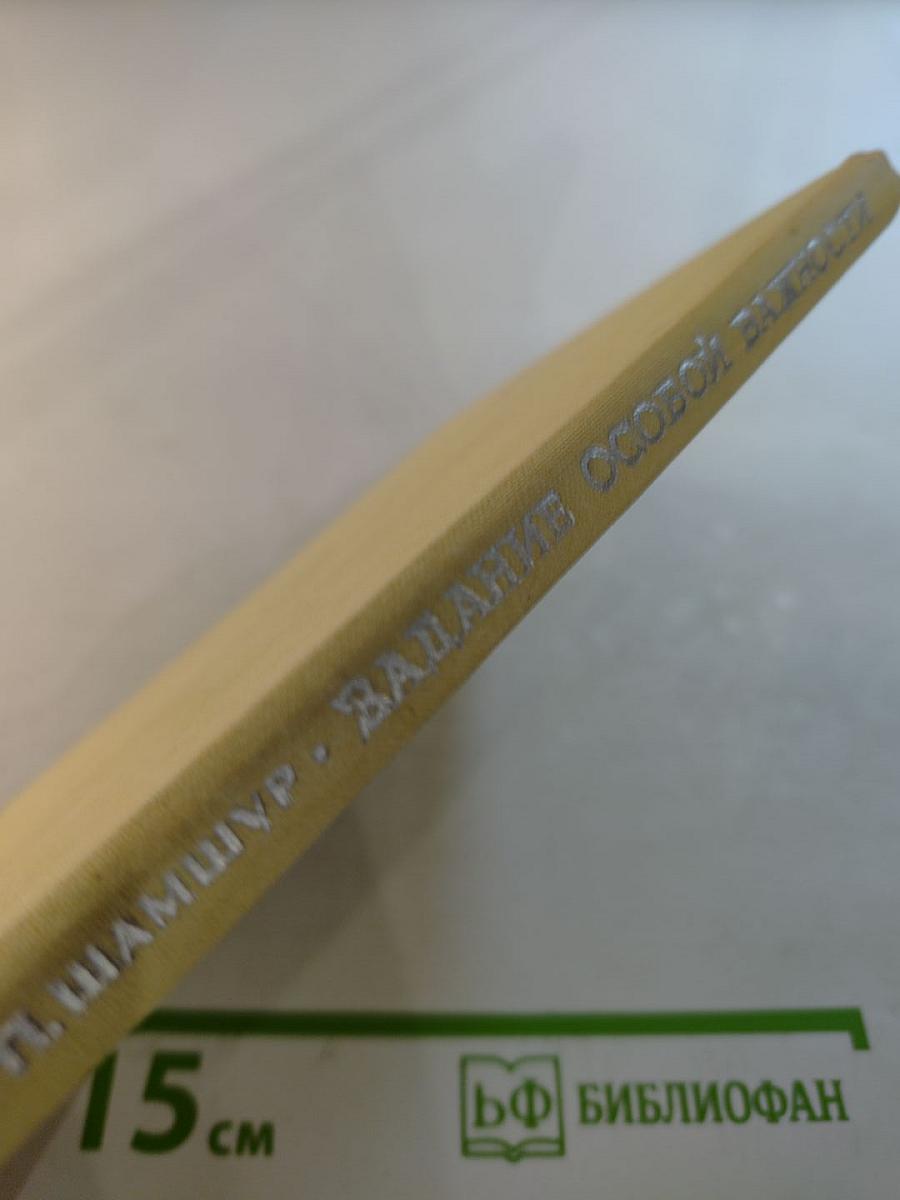 П. ШАМШУР · ЗАДАНИЕ ОСОБОЙ ВАЖНОСТИ
15 см
БФ БИБЛИОФАН